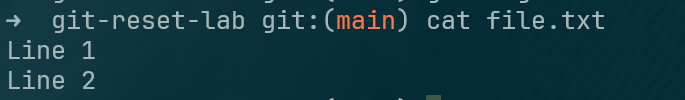 ➜ git-reset-lab git:(main) cat file.txt
Line 1
Line 2